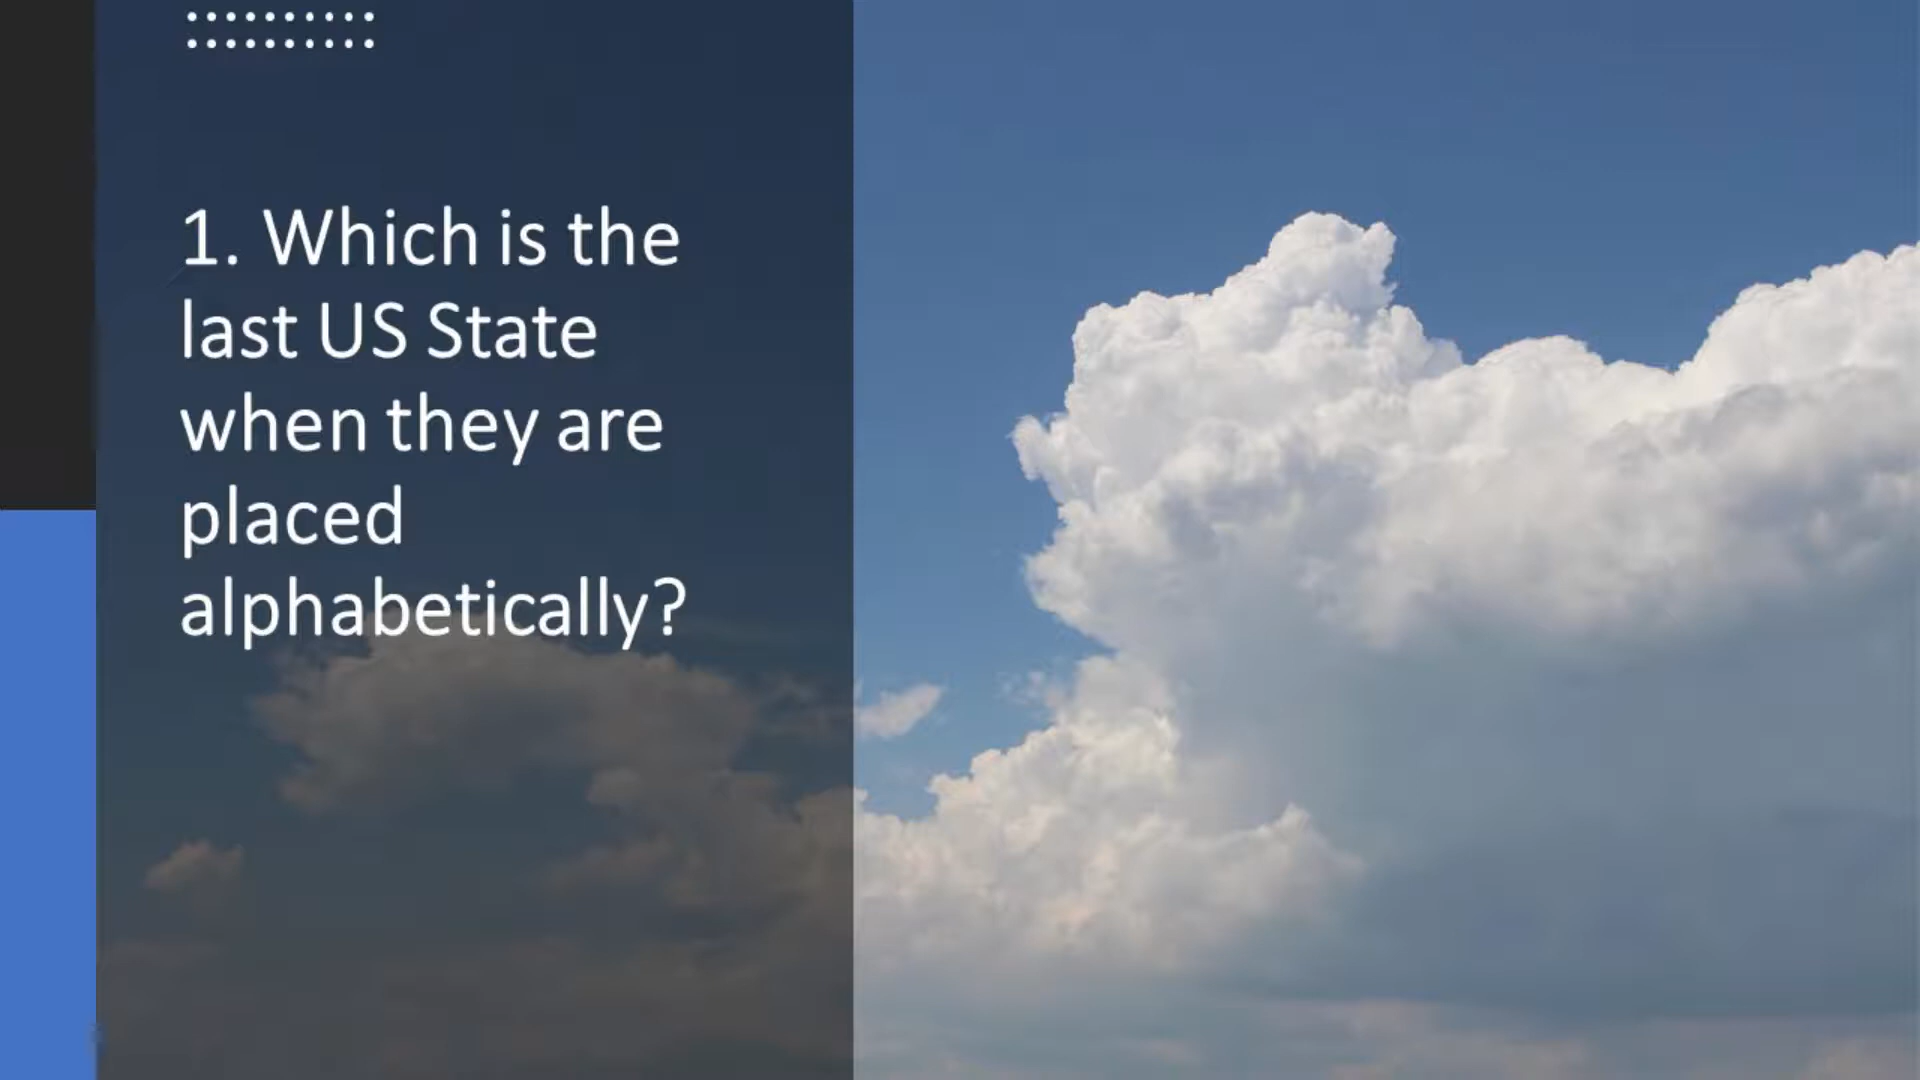 1. Which is the
last US State
when they are
placed
alphabetically?